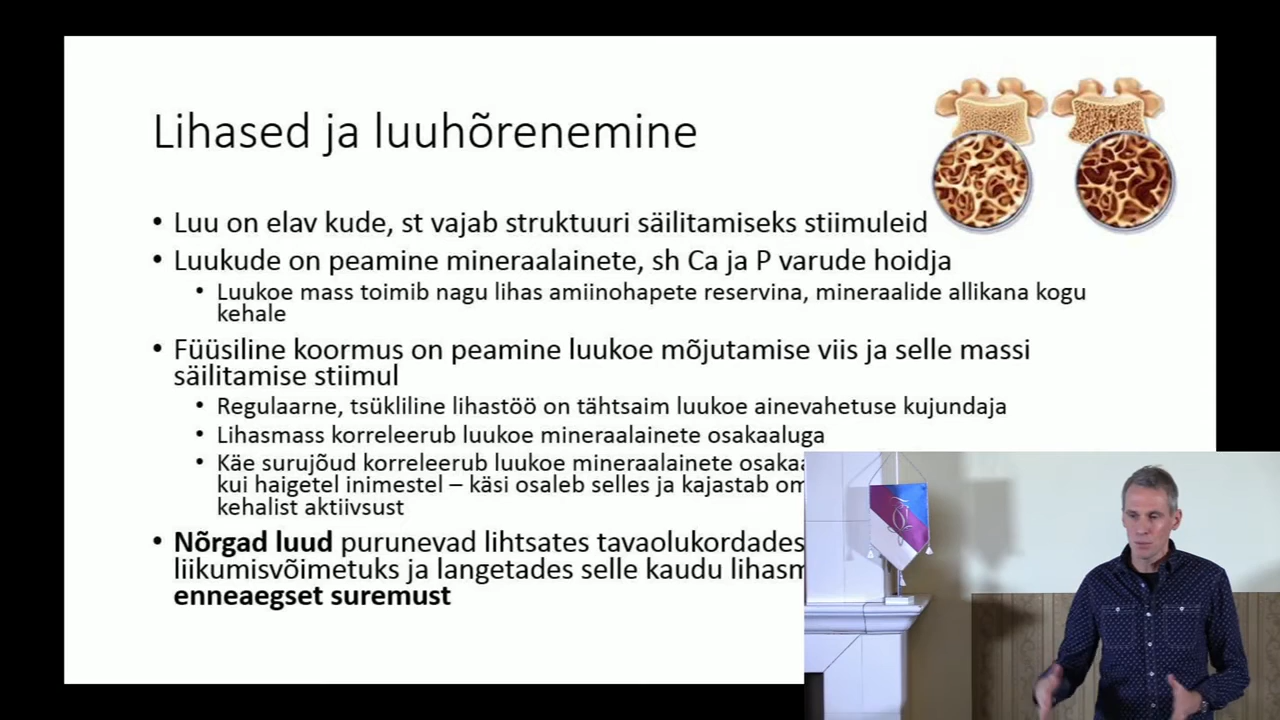 Lihased ja luuhõrenemine
• Luu on elav kude, st vajab struktuuri säilitamiseks stiimuleid
• Luukude on peamine mineraalainete, sh Ca ja P varude hoidja
• Luukoe mass toimib nagu lihas amiinohapete reservina, mineraalide allikana kogu
kehale
• Füüsiline koormus on peamine luukoe mõjutamise viis ja selle massi
säilitamise stiimul
• Regulaarne, tsükliline lihastöö on tähtsaim luukoe ainevahetuse kujundaja
• Lihasmass korreleerub luukoe mineraalainete osakaaluga
• Käe surujõud korreleerub luukoe mineraalainete
kui haigetel inimestel – käsi osaleb selles ja kajastab
kehalist aktiivsust
• Nõrgad luud purunevad lihtsates tavaolukordades
liikumisvõimetuks ja langetades selle kaudu
enneaegset suremust